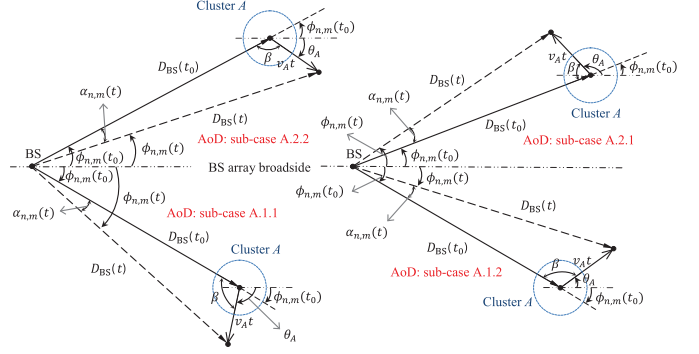 Cluster A
ϕn,m(t0)
θA
β
vAt
DBS(t0)
αn,m(t)
DBS(t)
AoD: sub-case A.2.2
BS
ϕn,m(t0)
ϕn,m(t)
BS array broadside
ϕn,m(t0)
αn,m(t)
ϕn,m(t)
AoD: sub-case A.1.1
DBS(t0)
DBS(t)
Cluster A
β
ϕn,m(t0)
vAt
θA
DBS(t)
vAt
θA
β
ϕn,m(t0)
Cluster A
αn,m(t)
DBS(t0)
AoD: sub-case A.2.1
ϕn,m(t)
ϕn,m(t0)
BS
ϕn,m(t0)
ϕn,m(t)
αn,m(t)
DBS(t)
DBS(t0)
AoD: sub-case A.1.2
β
vAt
θA
Cluster A
ϕn,m(t0)